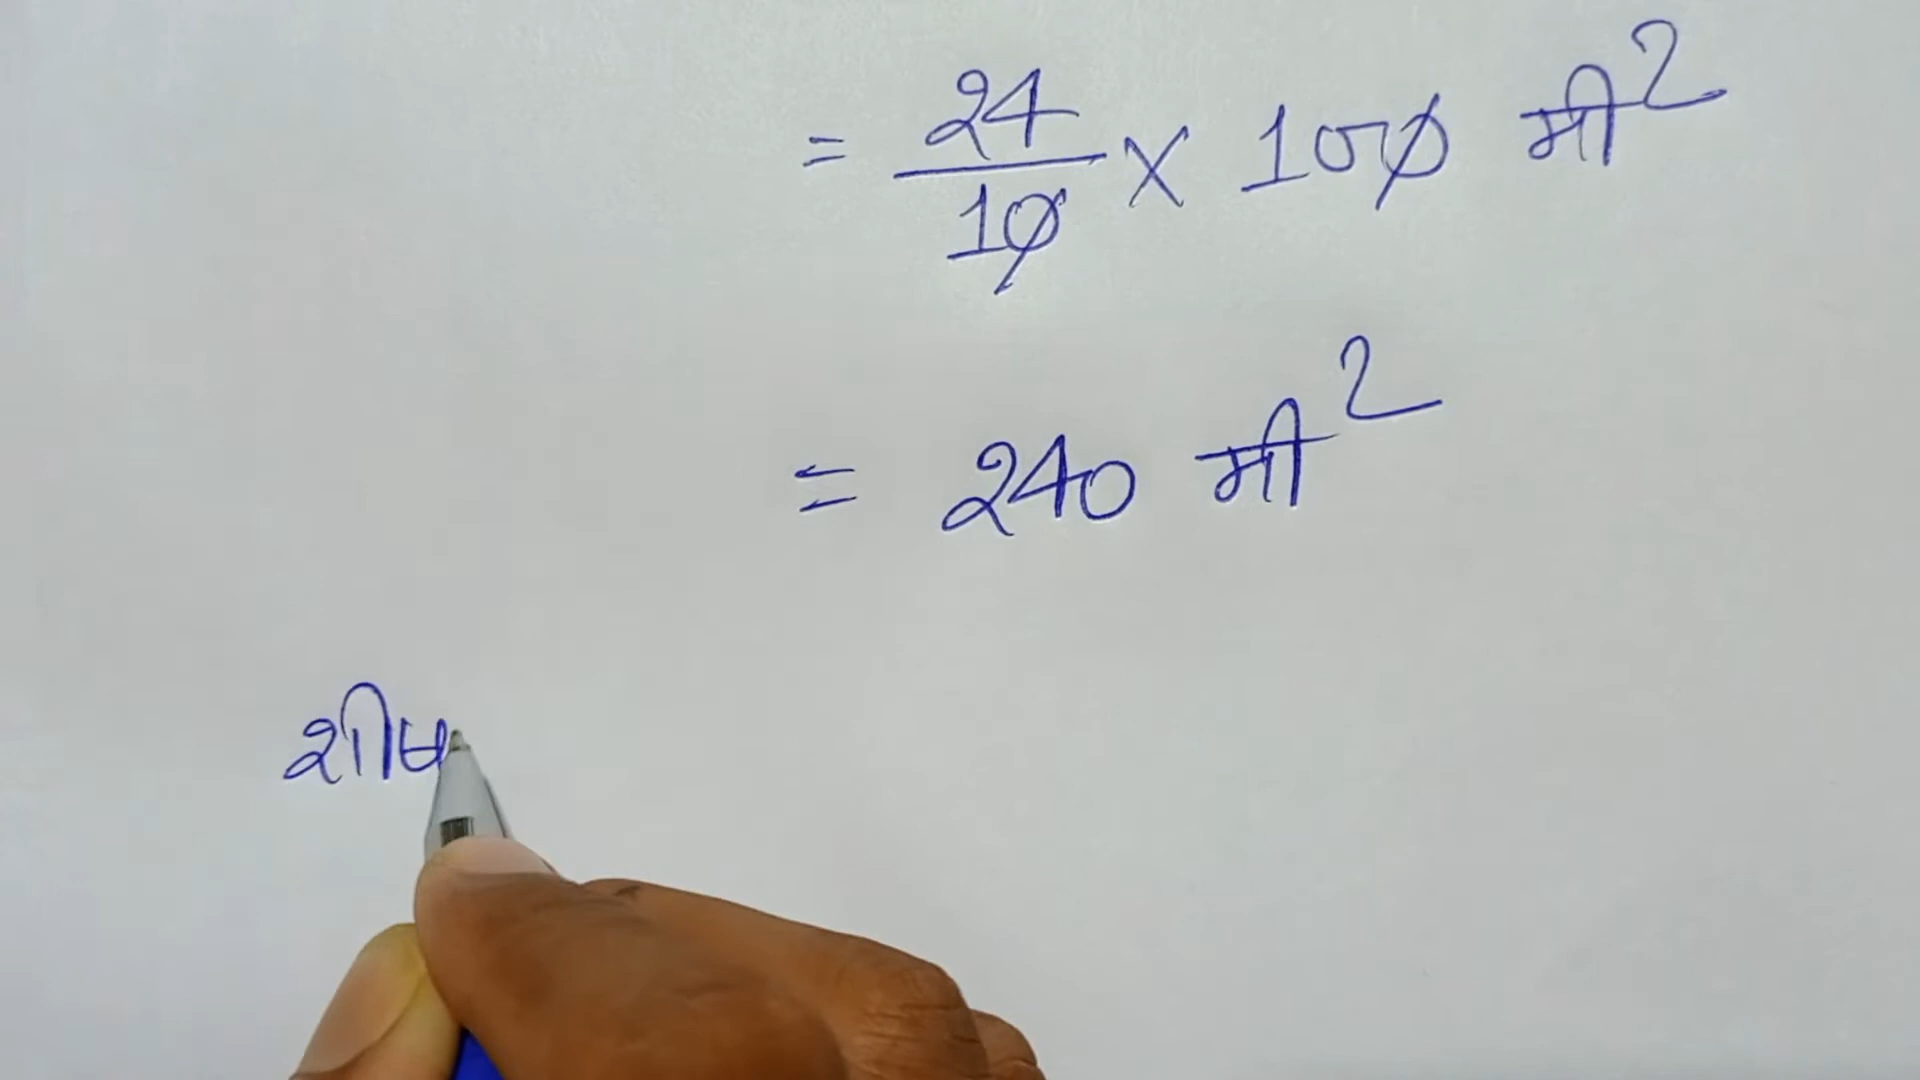 = 24/10 × 100 मी²
= 240 मी²
शीष